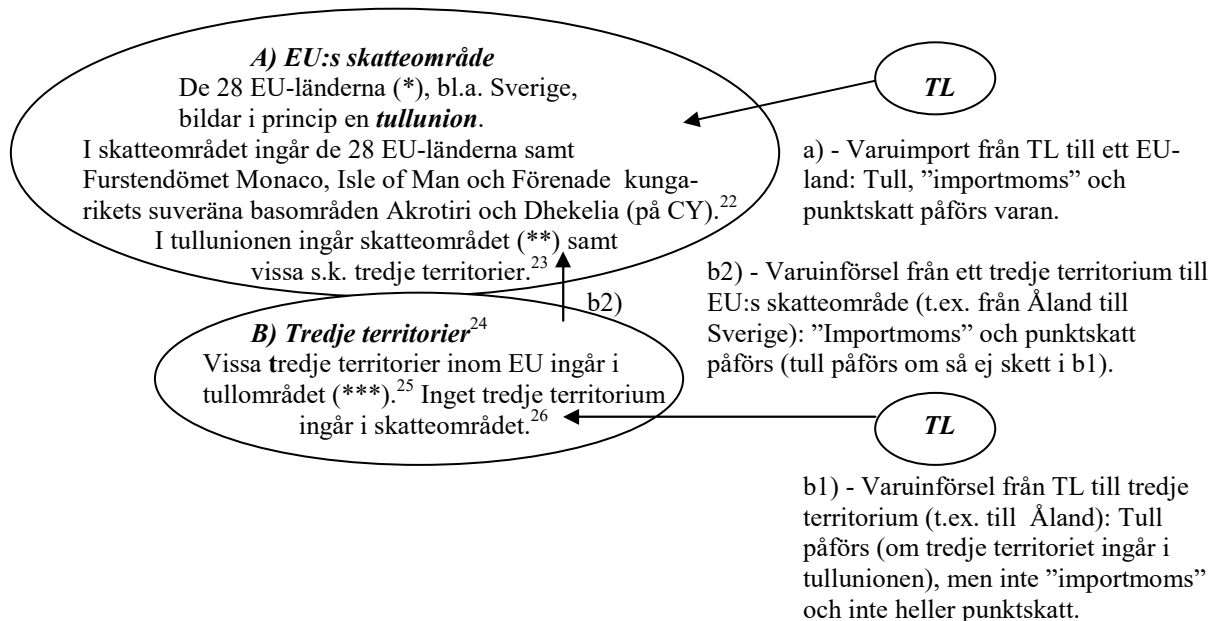 A) EU:s skatteområde
De 28 EU-länderna (*), bl.a. Sverige,
bildar i princip en tullunion.
I skatteområdet ingår de 28 EU-länderna samt
Furstendömet Monaco, Isle of Man och Förenade kunga-
rikets suveräna basområden Akrotiri och Dhekelia (på CY).22
I tullunionen ingår skatteområdet (**) samt
vissa s.k. tredje territorier.23
TL
a) - Varuimport från TL till ett EU-
land: Tull, ”importmoms” och
punktskatt påförs varan.
b2)
b2) - Varuinförsel från ett tredje territorium till
EU:s skatteområde (t.ex. från Åland till
Sverige): ”Importmoms” och punktskatt
påförs (tull påförs om så ej skett i b1).
B) Tredje territorier24
Vissa tredje territorier inom EU ingår i
tullområdet (***).25 Inget tredje territorium
ingår i skatteområdet.26
TL
b1) - Varuinförsel från TL till tredje
territorium (t.ex. till Åland): Tull
påförs (om tredje territoriet ingår i
tullunionen), men inte ”importmoms”
och inte heller punktskatt.